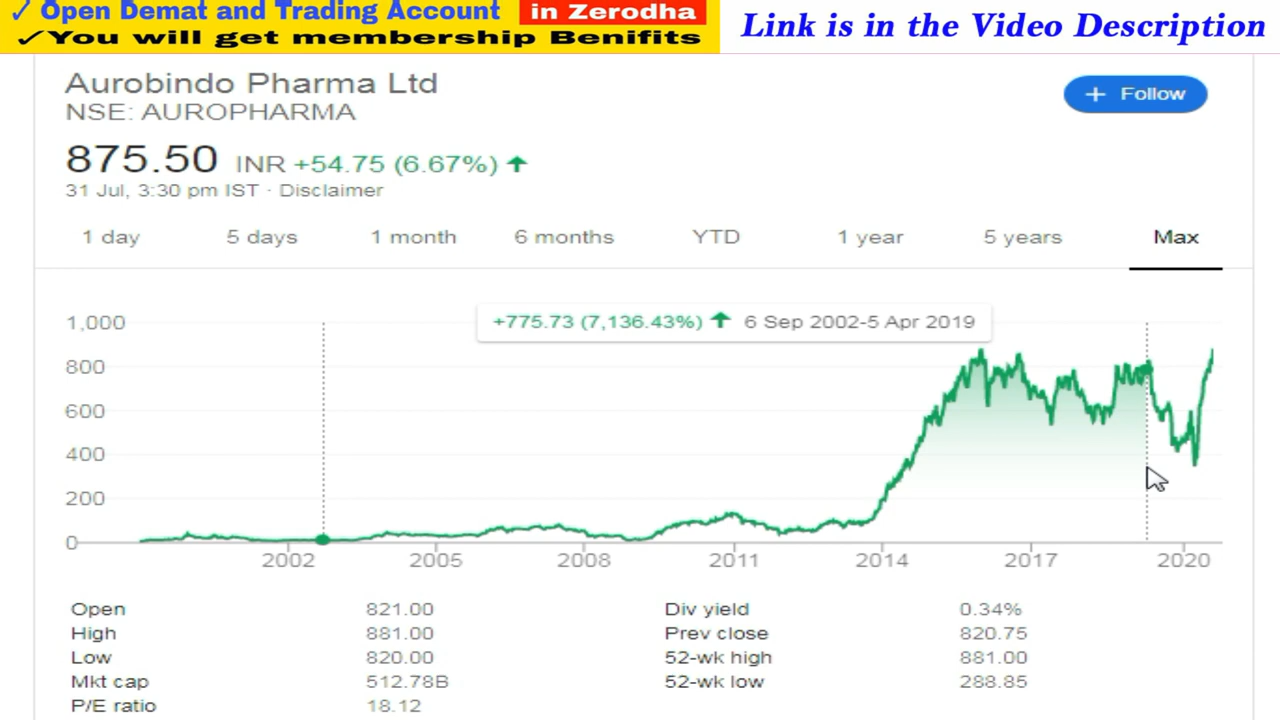 ✓ Open Demat and Trading Account in Zerodha
✓You will get membership Benifits
Link is in the Video Description
Aurobindo Pharma Ltd
NSE: AUROPHARMA
+ Follow
875.50 INR +54.75 (6.67%) ↑
31 Jul, 3:30 pm IST · Disclaimer
1 day 5 days 1 month 6 months YTD 1 year 5 years Max
+775.73 (7,136.43%) ↑ 6 Sep 2002-5 Apr 2019
1,000
800
600
400
200
0
2002 2005 2008 2011 2014 2017 2020
Open 821.00 Div yield 0.34%
High 881.00 Prev close 820.75
Low 820.00 52-wk high 881.00
Mkt cap 512.78B 52-wk low 288.85
P/E ratio 18.12